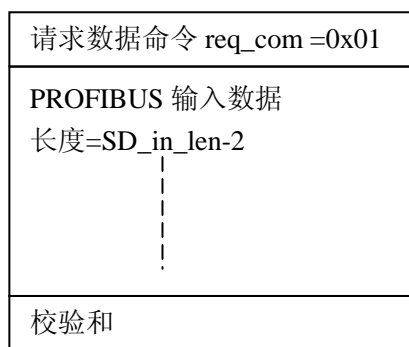 请求数据命令 req_com =0x01
PROFIBUS 输入数据
长度=SD_in_len-2
校验和